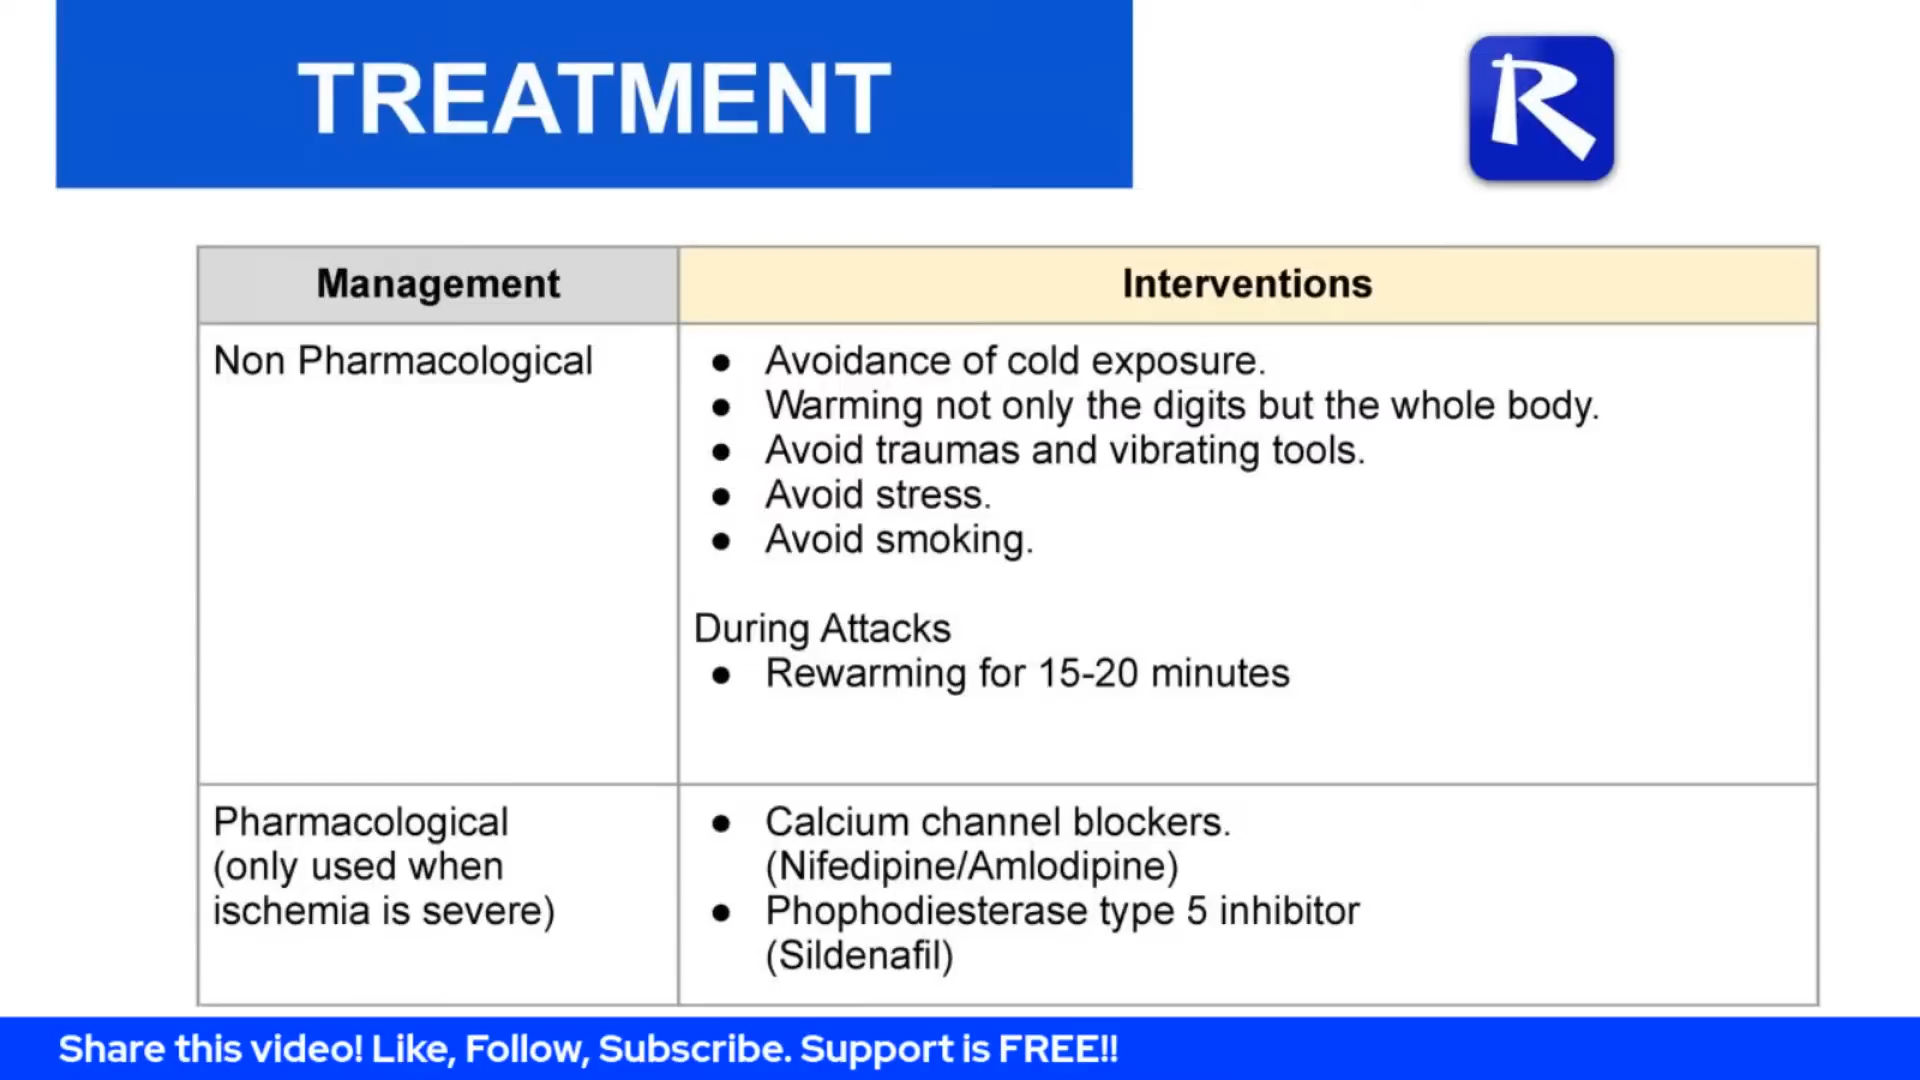 TREATMENT
R
Management
Interventions
Non Pharmacological
● Avoidance of cold exposure.
● Warming not only the digits but the whole body.
● Avoid traumas and vibrating tools.
● Avoid stress.
● Avoid smoking.
During Attacks
● Rewarming for 15-20 minutes
Pharmacological
(only used when
ischemia is severe)
● Calcium channel blockers.
(Nifedipine/Amlodipine)
● Phophodiesterase type 5 inhibitor
(Sildenafil)
Share this video! Like, Follow, Subscribe. Support is FREE!!